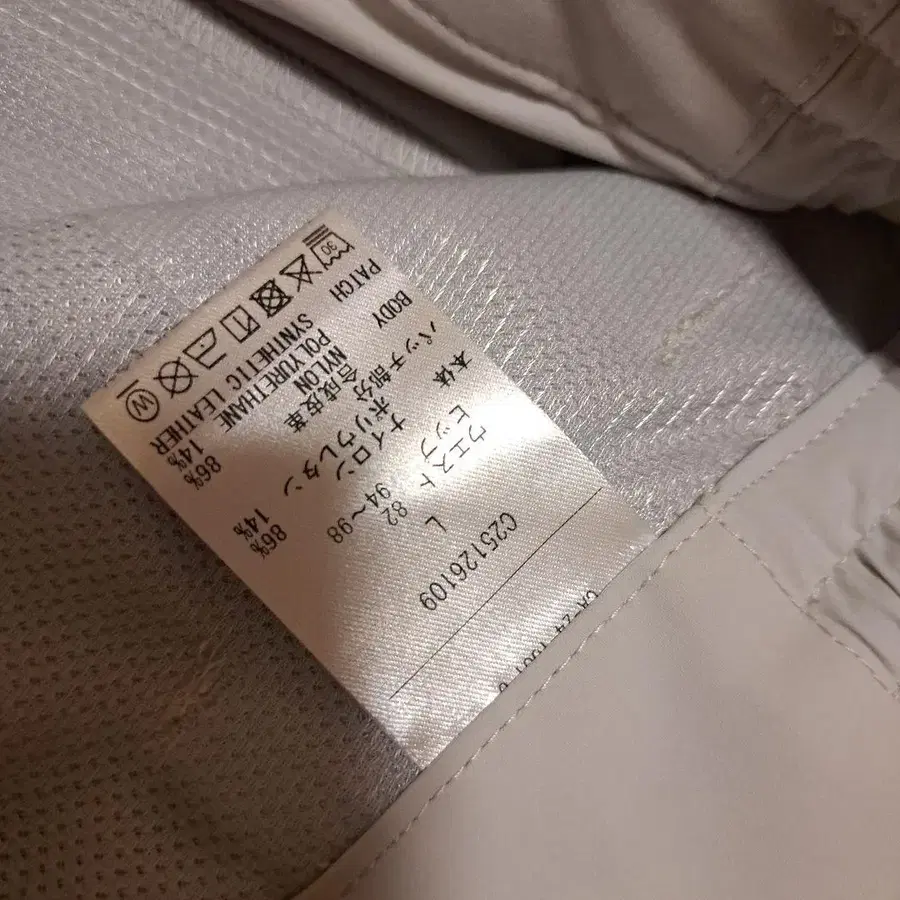 C25126109
L
ウエスト 82
ヒップ 94〜98
本体 ナイロン 86%
ポリウレタン 14%
パッチ部分 合成皮革
BODY NYLON 86%
POLYURETHANE 14%
PATCH SYNTHETIC LEATHER
30
W